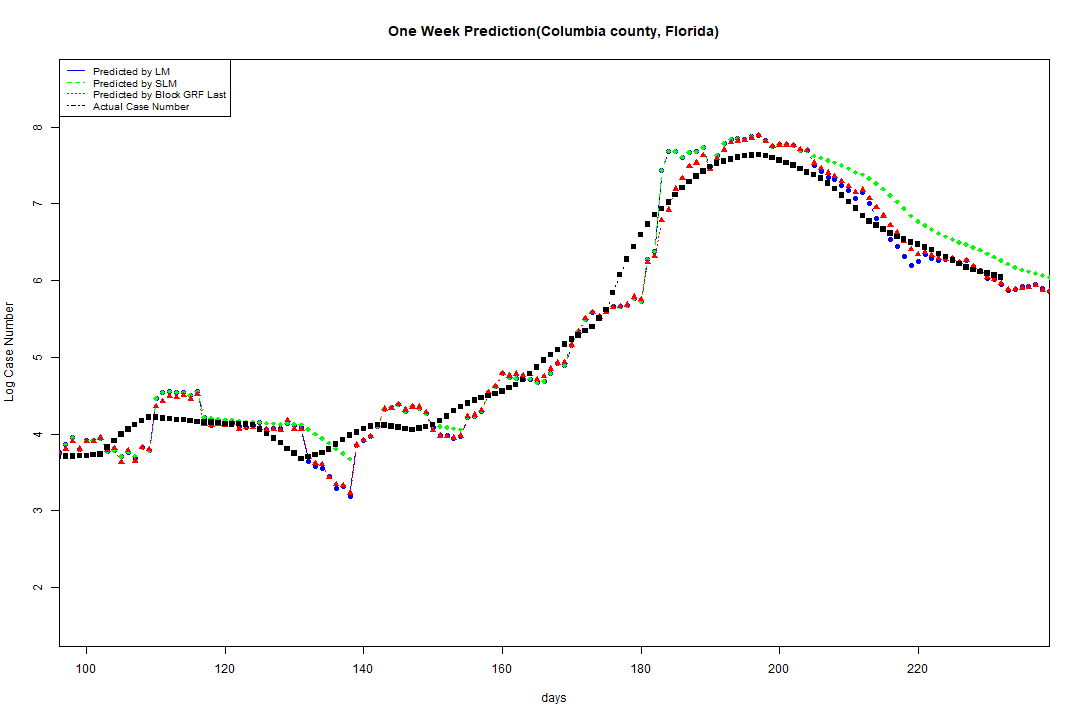 One Week Prediction(Columbia county, Florida)
Predicted by LM
Predicted by SLM
Predicted by Block GRF Last
Actual Case Number
8
7
6
5
4
3
2
Log Case Number
100 120 140 160 180 200 220
days